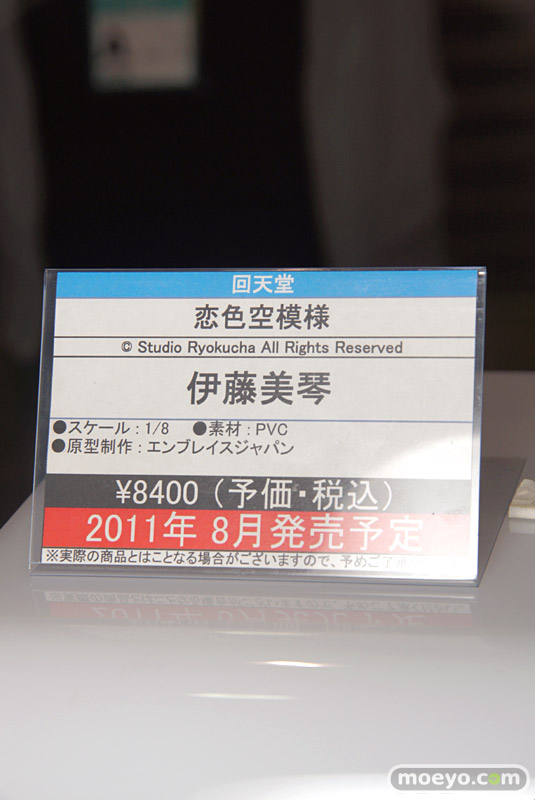 回天堂
恋色空模様
© Studio Ryokucha All Rights Reserved
伊藤美琴
●スケール：1/8 ●素材：PVC
●原型制作：エンブレイスジャパン
¥8400（予価・税込）
2011年 8月発売予定
※実際の商品とはことなる場合がございますので、予めご了承
moeyo.com